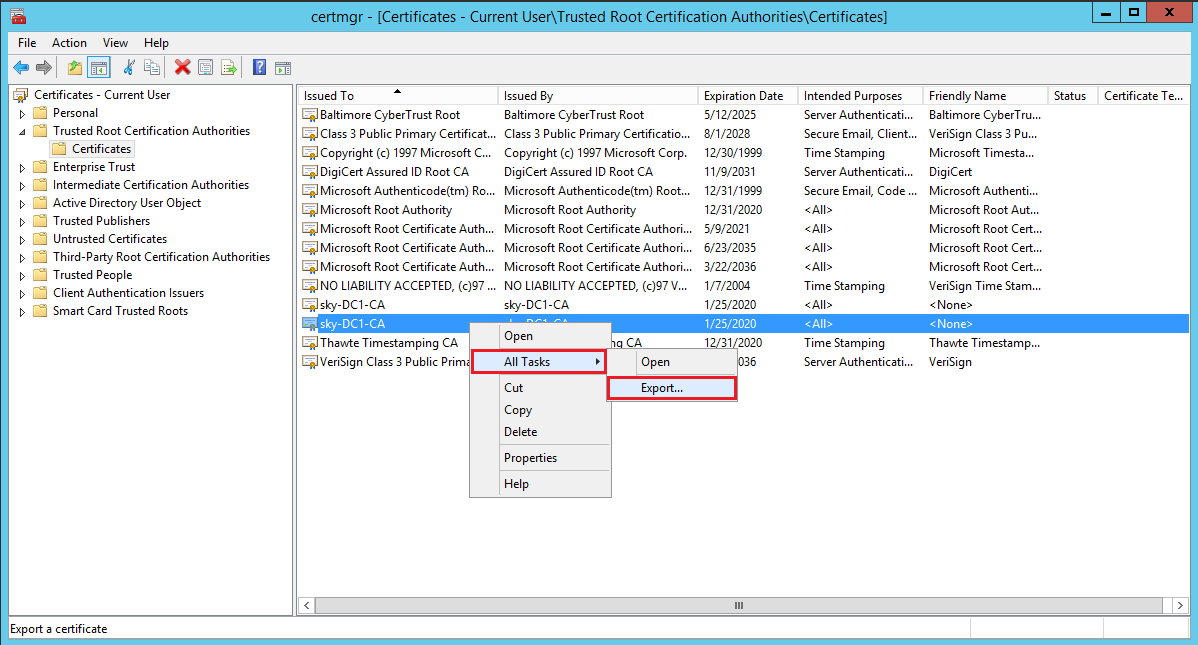 certmgr - [Certificates - Current User\Trusted Root Certification Authorities\Certificates]
File Action View Help
Certificates - Current User
Personal
Trusted Root Certification Authorities
Certificates
Enterprise Trust
Intermediate Certification Authorities
Active Directory User Object
Trusted Publishers
Untrusted Certificates
Third-Party Root Certification Authorities
Trusted People
Client Authentication Issuers
Smart Card Trusted Roots
Issued To Issued By Expiration Date Intended Purposes Friendly Name Status Certificate Te...
Baltimore CyberTrust Root Baltimore CyberTrust Root 5/12/2025 Server Authenticati... Baltimore CyberTru...
Class 3 Public Primary Certificat... Class 3 Public Primary Certificatio... 8/1/2028 Secure Email, Client... VeriSign Class 3 Pu...
Copyright (c) 1997 Microsoft C... Copyright (c) 1997 Microsoft Corp. 12/30/1999 Time Stamping Microsoft Timesta...
DigiCert Assured ID Root CA DigiCert Assured ID Root CA 11/9/2031 Server Authenticati... DigiCert
Microsoft Authenticode(tm) Ro... Microsoft Authenticode(tm) Root... 12/31/1999 Secure Email, Code ... Microsoft Authenti...
Microsoft Root Authority Microsoft Root Authority 12/31/2020 <All> Microsoft Root Aut...
Microsoft Root Certificate Auth... Microsoft Root Certificate Authori... 5/9/2021 <All> Microsoft Root Cert...
Microsoft Root Certificate Auth... Microsoft Root Certificate Authori... 6/23/2035 <All> Microsoft Root Cert...
Microsoft Root Certificate Auth... Microsoft Root Certificate Authori... 3/22/2036 <All> Microsoft Root Cert...
NO LIABILITY ACCEPTED, (c)97 ... NO LIABILITY ACCEPTED, (c)97 V... 1/7/2004 Time Stamping VeriSign Time Stam...
sky-DC1-CA sky-DC1-CA 1/25/2020 <All> <None>
sky-DC1-CA 1/25/2020 <All> <None>
Thawte Timestamping CA ng CA 12/31/2020 Time Stamping Thawte Timestamp...
VeriSign Class 3 Public Prima 036 Server Authenticati... VeriSign
Open
All Tasks
Cut
Copy
Delete
Properties
Help
Open
Export...
Export a certificate